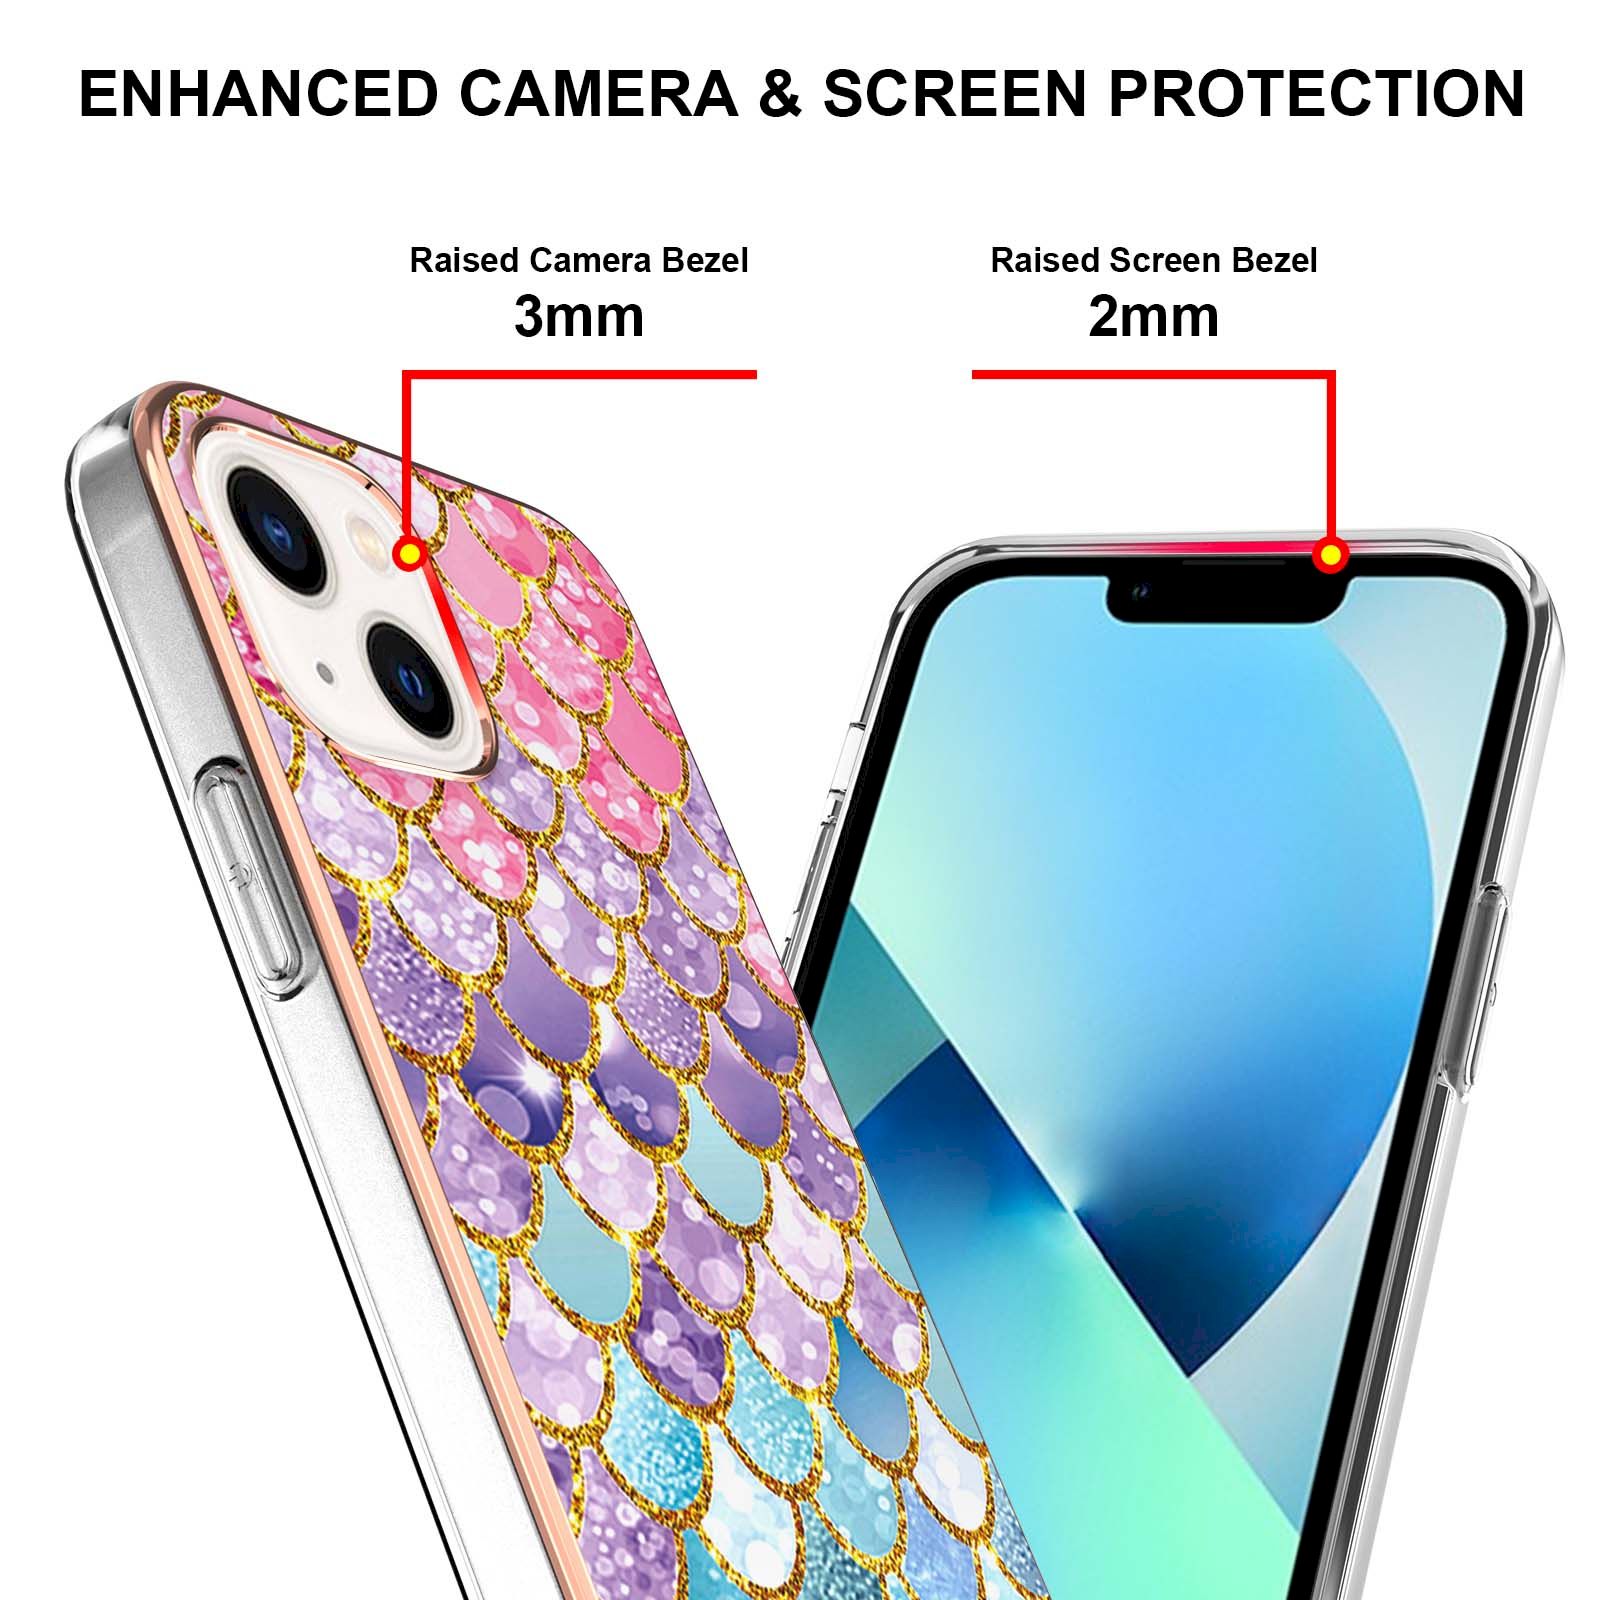 ENHANCED CAMERA & SCREEN PROTECTION
Raised Camera Bezel
3mm
Raised Screen Bezel
2mm